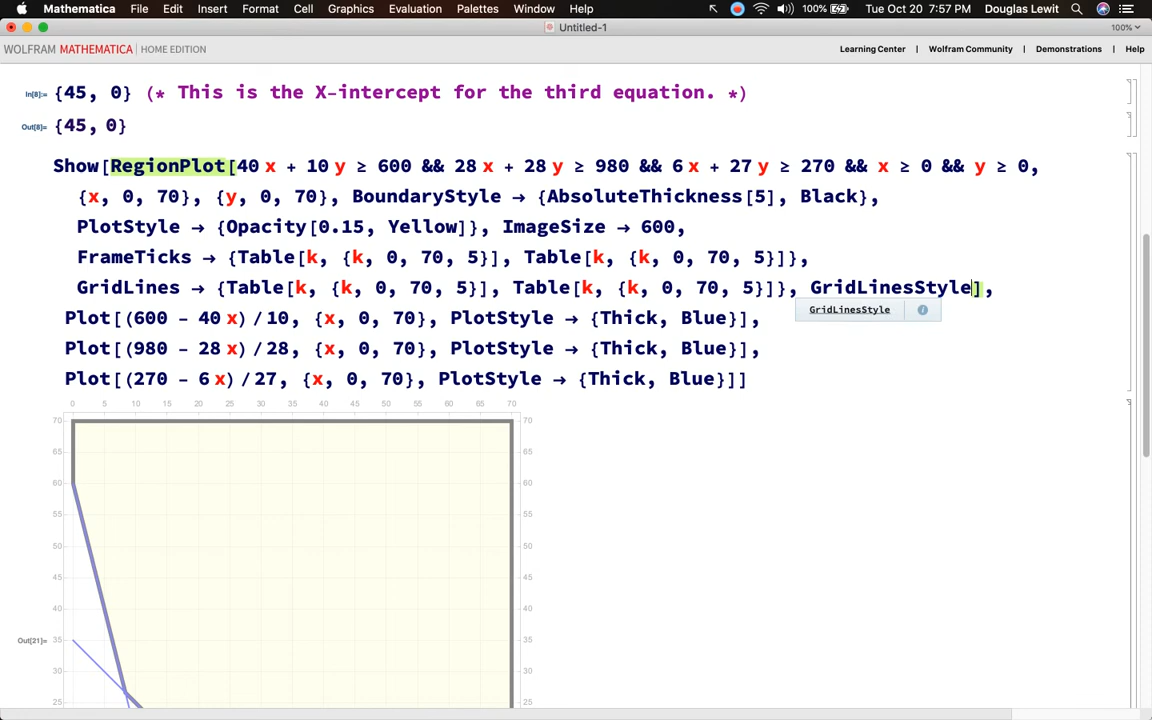 Mathematica File Edit Insert Format Cell Graphics Evaluation Palettes Window Help 100% Tue Oct 20 7:57 PM Douglas Lewit
Untitled-1 100%
WOLFRAM MATHEMATICA | HOME EDITION Learning Center | Wolfram Community | Demonstrations | Help
In[8]:= {45, 0} (* This is the X-intercept for the third equation. *)
Out[8]= {45, 0}
Show[RegionPlot[40 x + 10 y ≥ 600 && 28 x + 28 y ≥ 980 && 6 x + 27 y ≥ 270 && x ≥ 0 && y ≥ 0,
{x, 0, 70}, {y, 0, 70}, BoundaryStyle → {AbsoluteThickness[5], Black},
PlotStyle → {Opacity[0.15, Yellow]}, ImageSize → 600,
FrameTicks → {Table[k, {k, 0, 70, 5}], Table[k, {k, 0, 70, 5}]},
GridLines → {Table[k, {k, 0, 70, 5}], Table[k, {k, 0, 70, 5}]}, GridLinesStyle],
GridLinesStyle i
Plot[(600 - 40 x) / 10, {x, 0, 70}, PlotStyle → {Thick, Blue}],
Plot[(980 - 28 x) / 28, {x, 0, 70}, PlotStyle → {Thick, Blue}],
Plot[(270 - 6 x) / 27, {x, 0, 70}, PlotStyle → {Thick, Blue}]]
0 5 10 15 20 25 30 35 40 45 50 55 60 65 70
70 70
65 65
60 60
55 55
50 50
45 45
40 40
Out[21]= 35 35
30 30
25 25